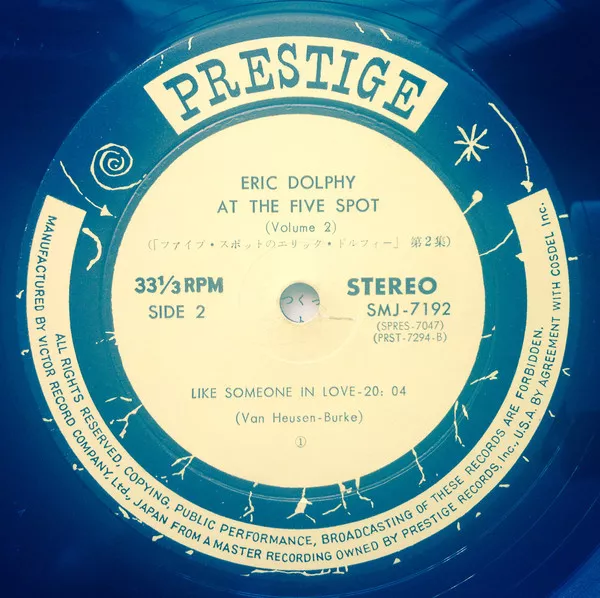 PRESTIGE
ERIC DOLPHY
AT THE FIVE SPOT
(Volume 2)
(「ファイブ・スポットのエリック・ドルフィー」 第2集)
33⅓ RPM
SIDE 2
STEREO
SMJ-7192
(SPRES-7047)
(PRST-7294-B)
つく
LIKE SOMEONE IN LOVE-20: 04
(Van Heusen-Burke)
①
ALL RIGHTS RESERVED, COPYING, PUBLIC PERFORMANCE, BROADCASTING OF THESE RECORDS ARE FORBIDDEN.
MANUFACTURED BY VICTOR RECORD COMPANY, Ltd., JAPAN FROM A MASTER RECORDING OWNED BY PRESTIGE RECORDS, Inc., U.S.A. BY AGREEMENT WITH COSDEL Inc.